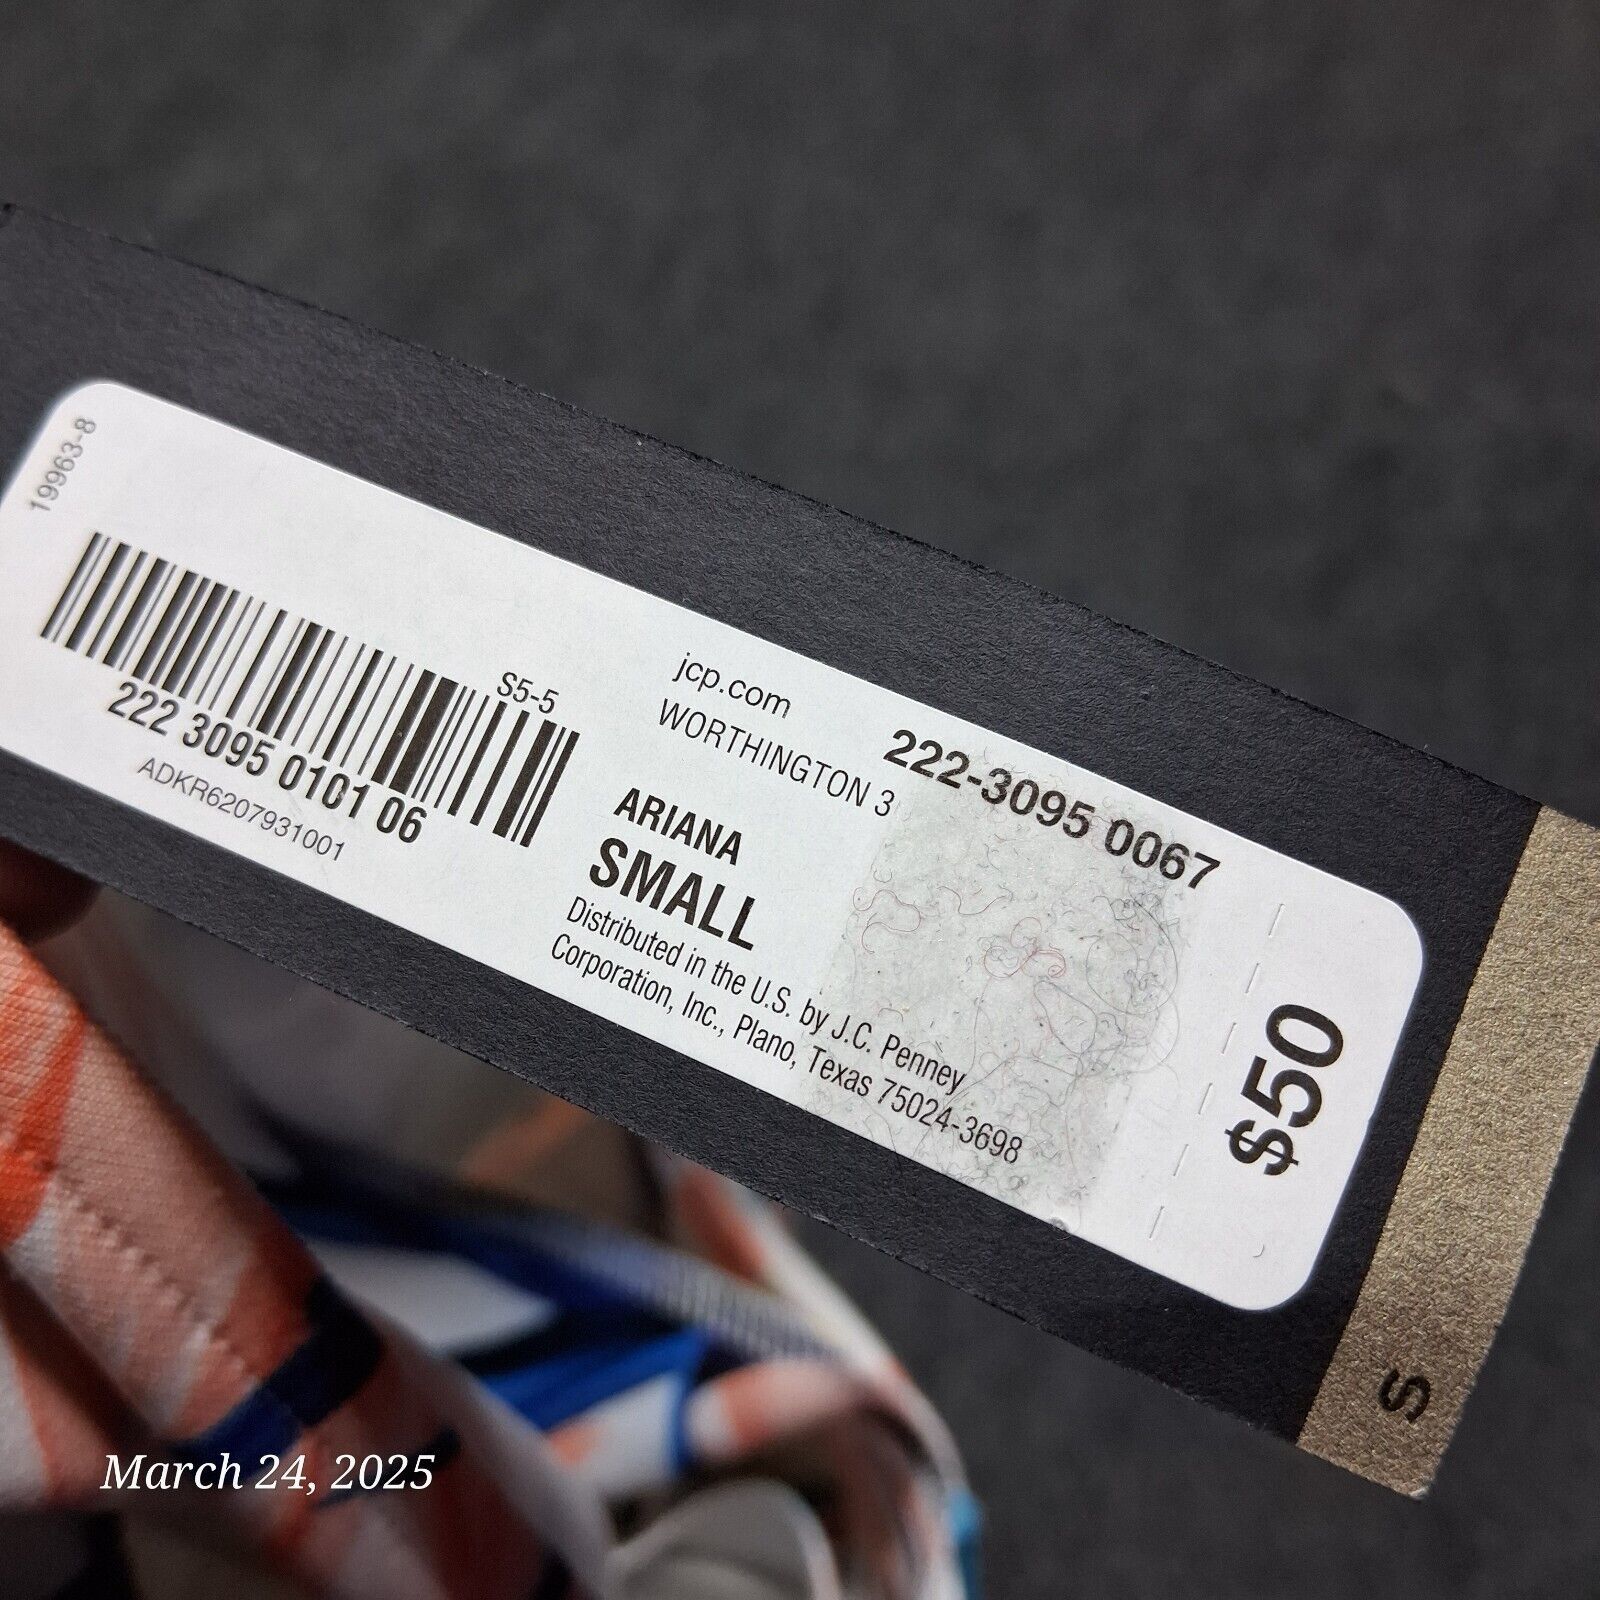 19963-8
S5-5
222 3095 0101 06
ADKR6207931001
jcp.com
WORTHINGTON 3
222-3095 0067
ARIANA
SMALL
Distributed in the U.S. by J.C. Penney
Corporation, Inc., Plano, Texas 75024-3698
$50
S
March 24, 2025